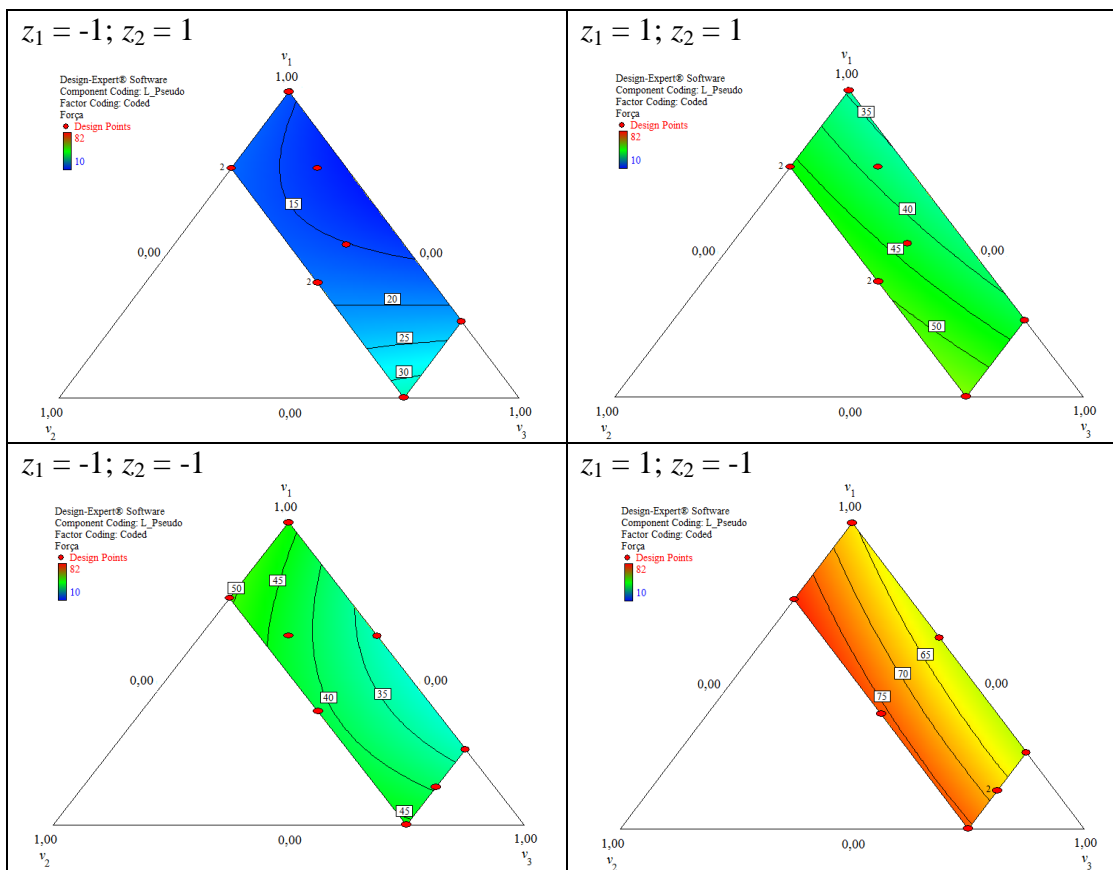 z1 = -1; z2 = 1
v1
1,00
Design-Expert® Software
Component Coding: L_Pseudo
Factor Coding: Coded
Força
Design Points
82
10
2
15
0,00
0,00
2
20
25
30
1,00
0,00
1,00
v2
v3
z1 = 1; z2 = 1
v1
1,00
Design-Expert® Software
Component Coding: L_Pseudo
Factor Coding: Coded
Força
Design Points
82
10
35
2
40
0,00
45
0,00
2
50
1,00
0,00
1,00
v2
v3
z1 = -1; z2 = -1
v1
1,00
Design-Expert® Software
Component Coding: L_Pseudo
Factor Coding: Coded
Força
Design Points
82
10
50
45
0,00
0,00
40
35
45
1,00
0,00
1,00
v2
v3
z1 = 1; z2 = -1
v1
1,00
Design-Expert® Software
Component Coding: L_Pseudo
Factor Coding: Coded
Força
Design Points
82
10
65
0,00
70
0,00
75
2
1,00
0,00
1,00
v2
v3